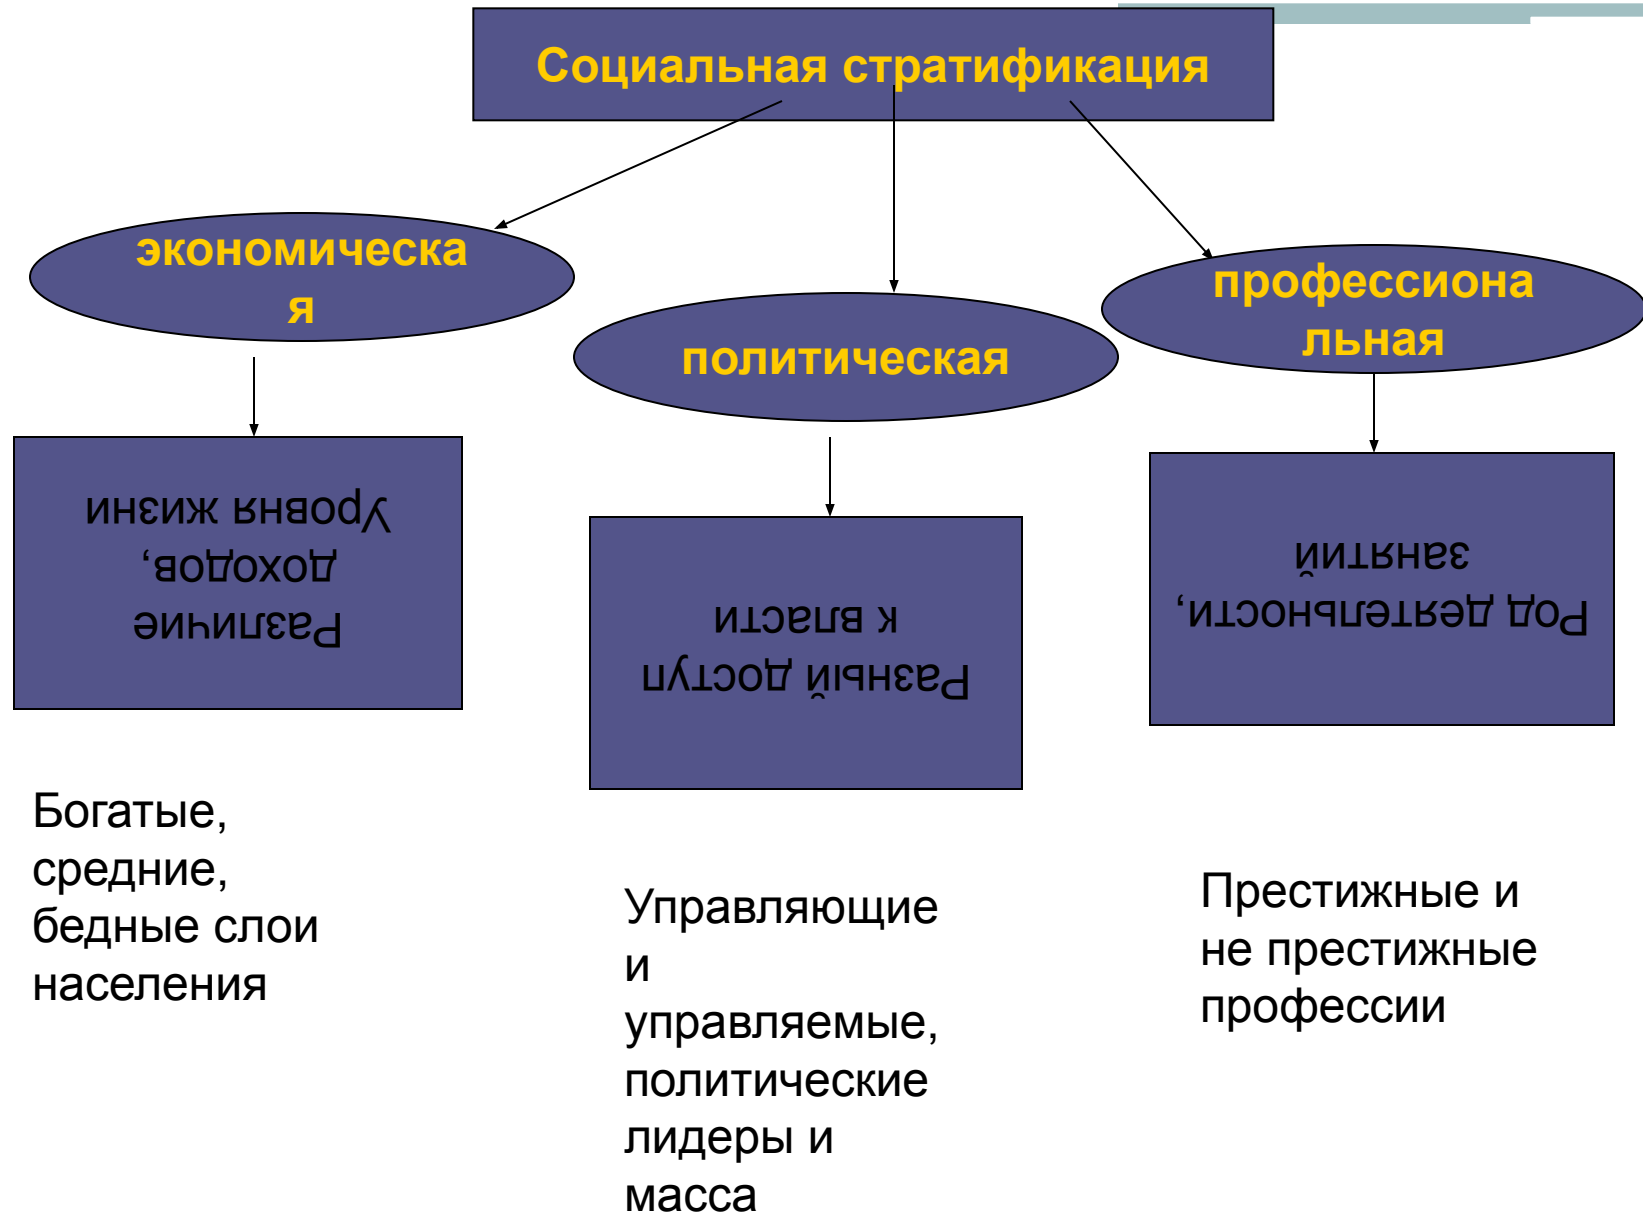 Социальная стратификация
экономическа
я
политическая
профессиона
льная
Различие
доходов,
Уровня жизни
Разный доступ
к власти
Род деятельности,
занятий
Богатые,
средние,
бедные слои
населения
Управляющие
и
управляемые,
политические
лидеры и
масса
Престижные и
не престижные
профессии